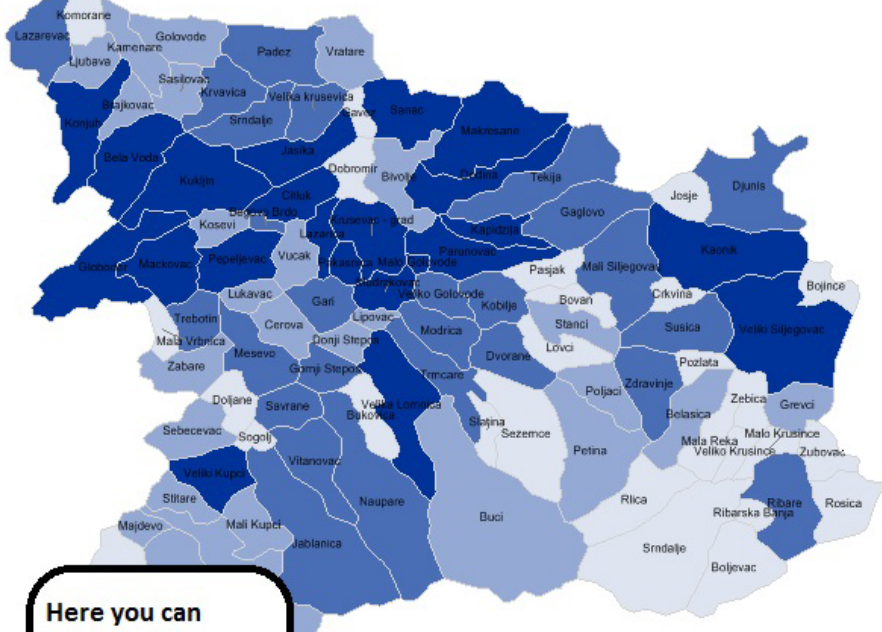 Komorane
Lazarevac
Golovode
Kamenare
Padez
Vratare
Ljubava
Sasilovac
Krvavica
Velika krusevica
Brajkovac
Gavez
Sanac
Konjuh
Srndalje
Makresane
Jasika
Bela Voda
Dobromir
Bivolje
Dedina
Tekija
Kukljin
Josje
Djunis
Citluk
Begovo Brdo
Krusevac - grad
Gaglovo
Kosevi
Lazarica
Kapidzija
Kaonik
Globoder
Mackovac
Pepeljevac
Vucak
Pakasnica
Malo Golovode
Parunovac
Pasjak
Mali Siljegovac
Mudrakovac
Bojince
Lukavac
Gari
Veliko Golovode
Kobilje
Bovan
Crkvina
Trebotin
Cerova
Lipovac
Modrica
Stanci
Susica
Veliki Siljegovac
Mala Vrbnica
Donji Stepos
Lovci
Mesevo
Dvorane
Zabare
Gornji Stepos
Trmcare
Poljaci
Zdravinje
Pozlata
Doljane
Savrane
Velika Lomnica
Zebica
Grevci
Bukovica
Belasica
Sebecevac
Sogolj
Slatina
Sezemce
Mala Reka
Malo Krusince
Petina
Veliko Krusince
Zubovac
Vitanovac
Veliki Kupci
Stitare
Naupare
Rlica
Ribare
Rosica
Buci
Ribarska Banja
Majdevo
Mali Kupci
Jablanica
Srndalje
Boljevac
Here you can